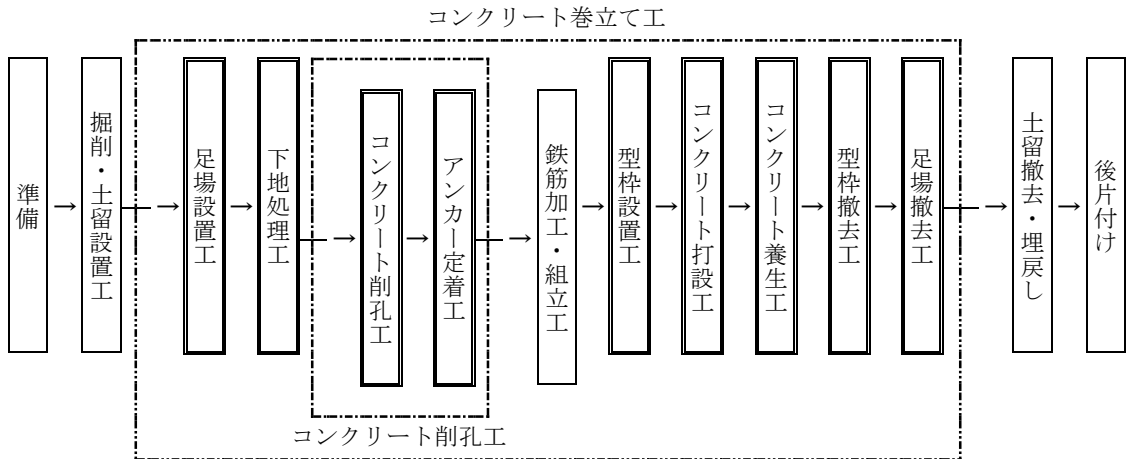 コンクリート巻立て工
準備
→
掘削・土留設置工
→
足場設置工
→
下地処理工
→
コンクリート削孔工
→
アンカー定着工
→
鉄筋加工・組立工
→
型枠設置工
→
コンクリート打設工
→
コンクリート養生工
→
型枠撤去工
→
足場撤去工
→
土留撤去・埋戻し
→
後片付け
コンクリート削孔工